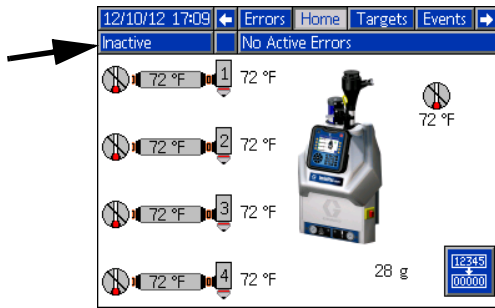 12/10/12 17:09 Errors Home Targets Events
Inactive No Active Errors
72 °F 1 72 °F
72 °F
72 °F 2 72 °F
72 °F 3 72 °F
72 °F 4 72 °F
28 g
12345
00000